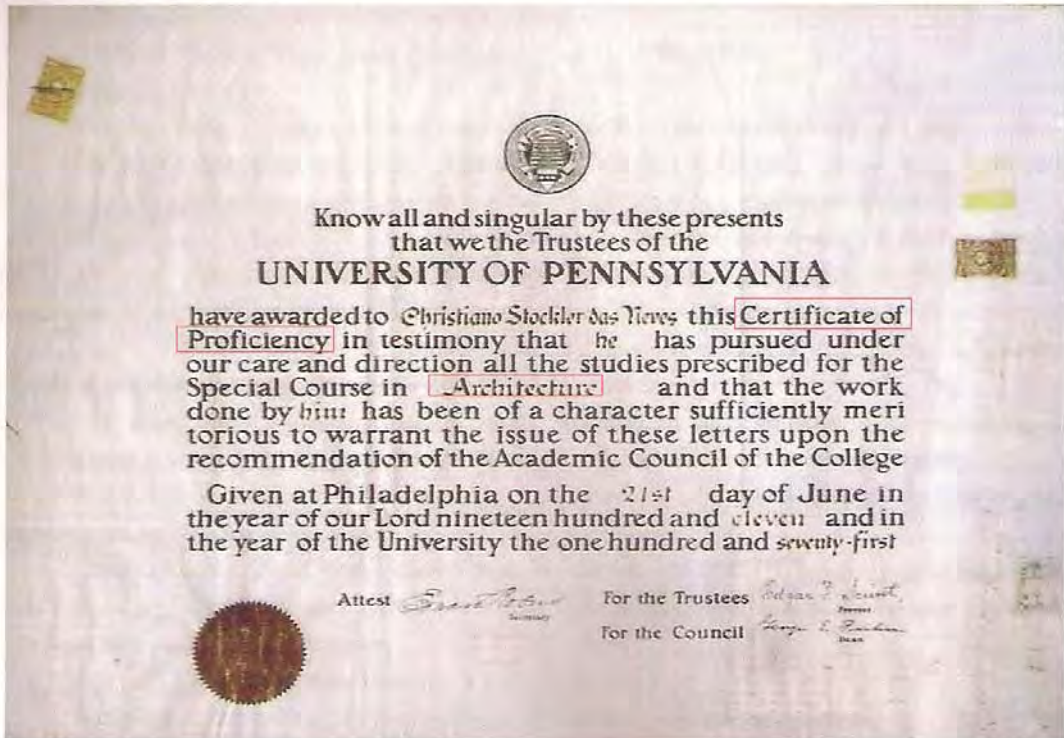 Know all and singular by these presents
that we the Trustees of the
UNIVERSITY OF PENNSYLVANIA
have awarded to Christiano Stockler das Neves this Certificate of
Proficiency in testimony that he has pursued under
our care and direction all the studies prescribed for the
Special Course in Architecture and that the work
done by him has been of a character sufficiently meri
torious to warrant the issue of these letters upon the
recommendation of the Academic Council of the College
Given at Philadelphia on the 21st day of June in
the year of our Lord nineteen hundred and eleven and in
the year of the University the one hundred and seventy-first
Attest
Secretary
For the Trustees Edgar F.
Provost
For the Council
Dean